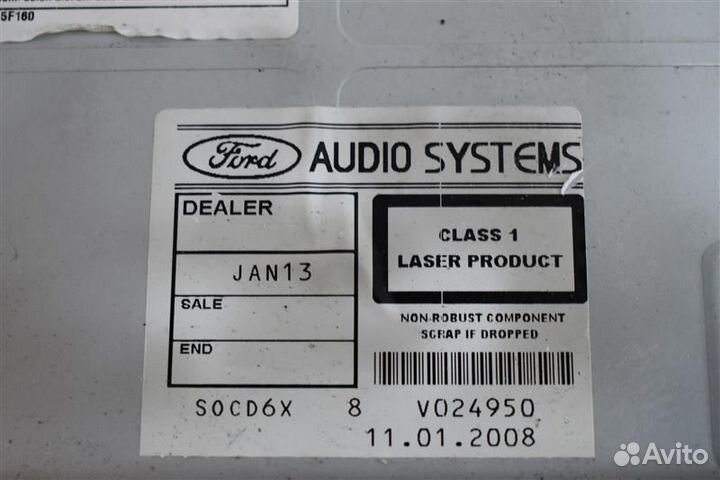 5F160
Ford AUDIO SYSTEMS
DEALER
JAN13
SALE
END
CLASS 1
LASER PRODUCT
NON-ROBUST COMPONENT
SCRAP IF DROPPED
SOCD6X 8 V024950
11.01.2008
Avito